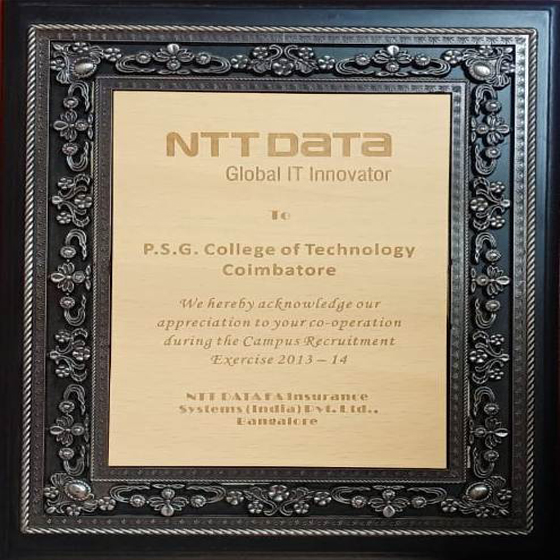 NTT DATA
Global IT Innovator
To
P.S.G. College of Technology
Coimbatore
We hereby acknowledge our
appreciation to your co-operation
during the Campus Recruitment
Exercise 2013 – 14
NTT DATA FA Insurance
Systems (India) Pvt. Ltd.,
Bangalore